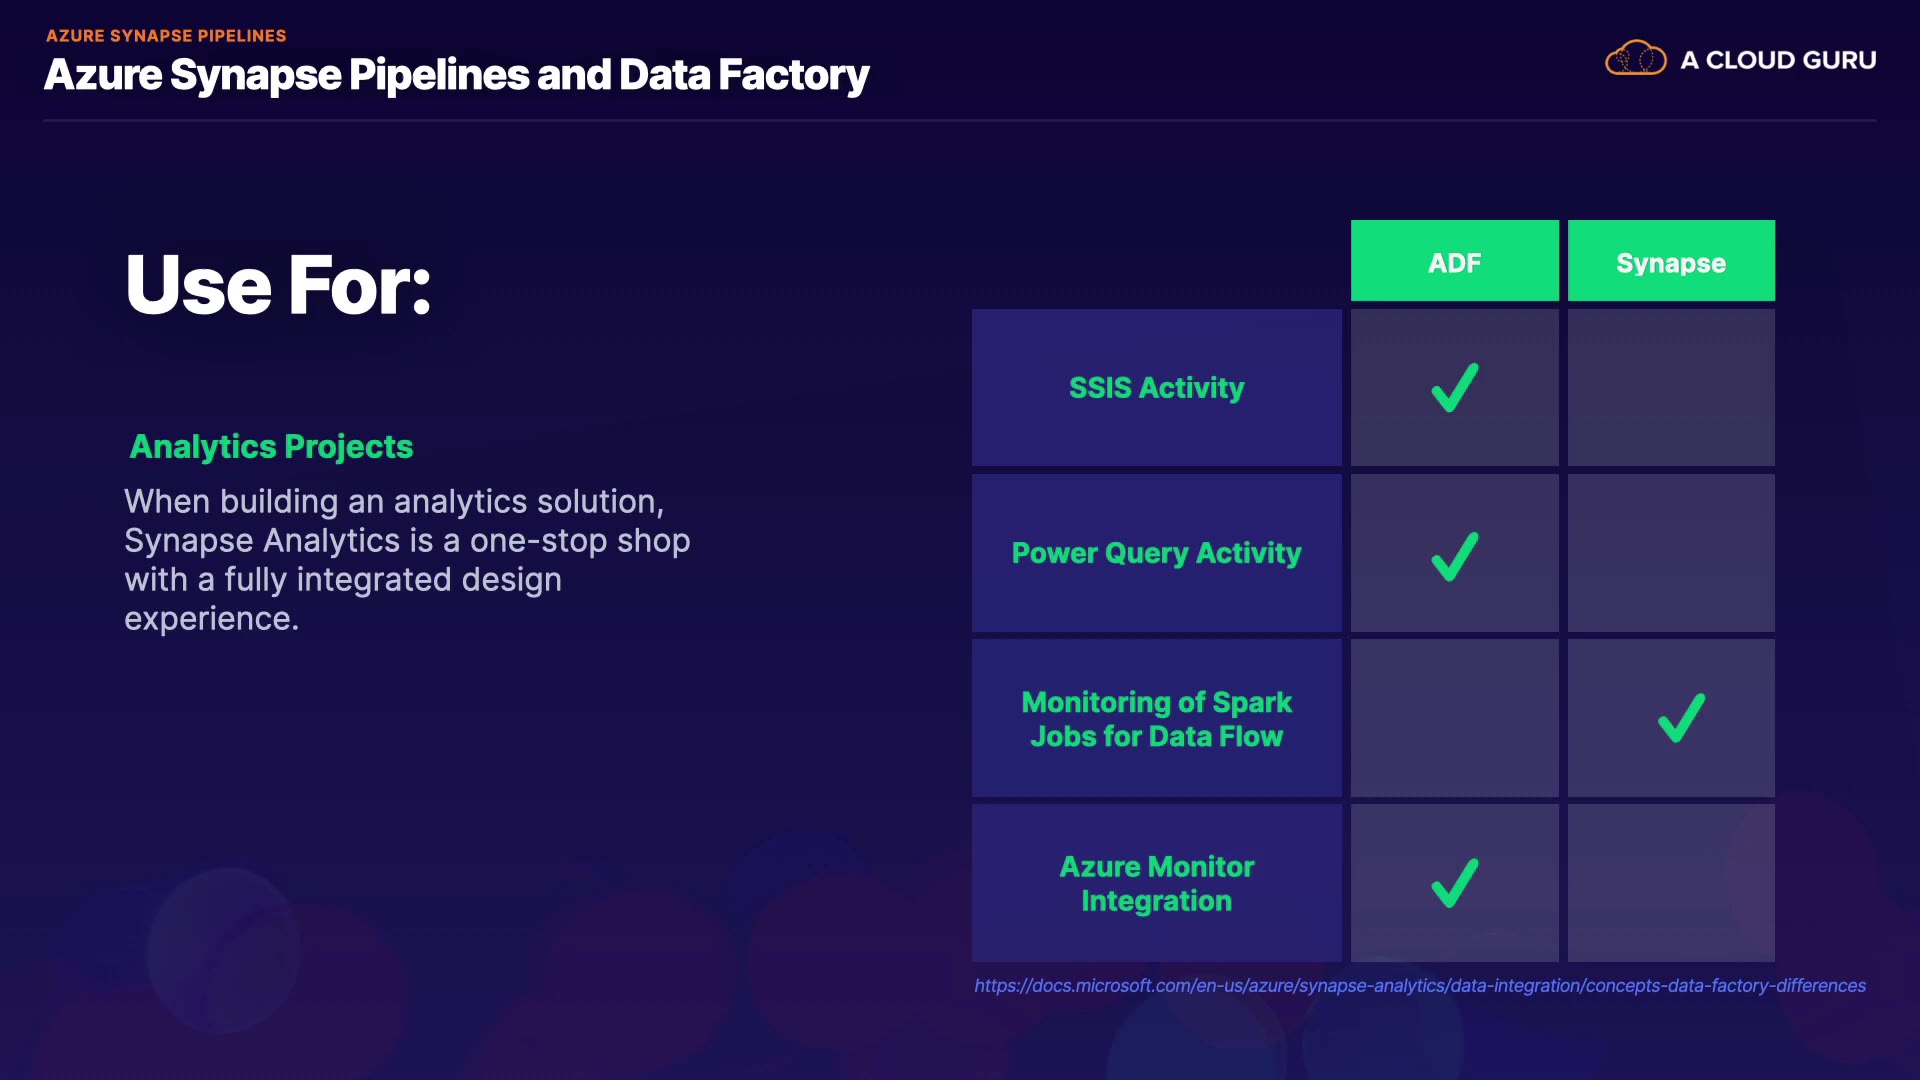 AZURE SYNAPSE PIPELINES
Azure Synapse Pipelines and Data Factory
A CLOUD GURU
Use For:
Analytics Projects
When building an analytics solution,
Synapse Analytics is a one-stop shop
with a fully integrated design
experience.
ADF
Synapse
SSIS Activity
Power Query Activity
Monitoring of Spark
Jobs for Data Flow
Azure Monitor
Integration
https://docs.microsoft.com/en-us/azure/synapse-analytics/data-integration/concepts-data-factory-differences